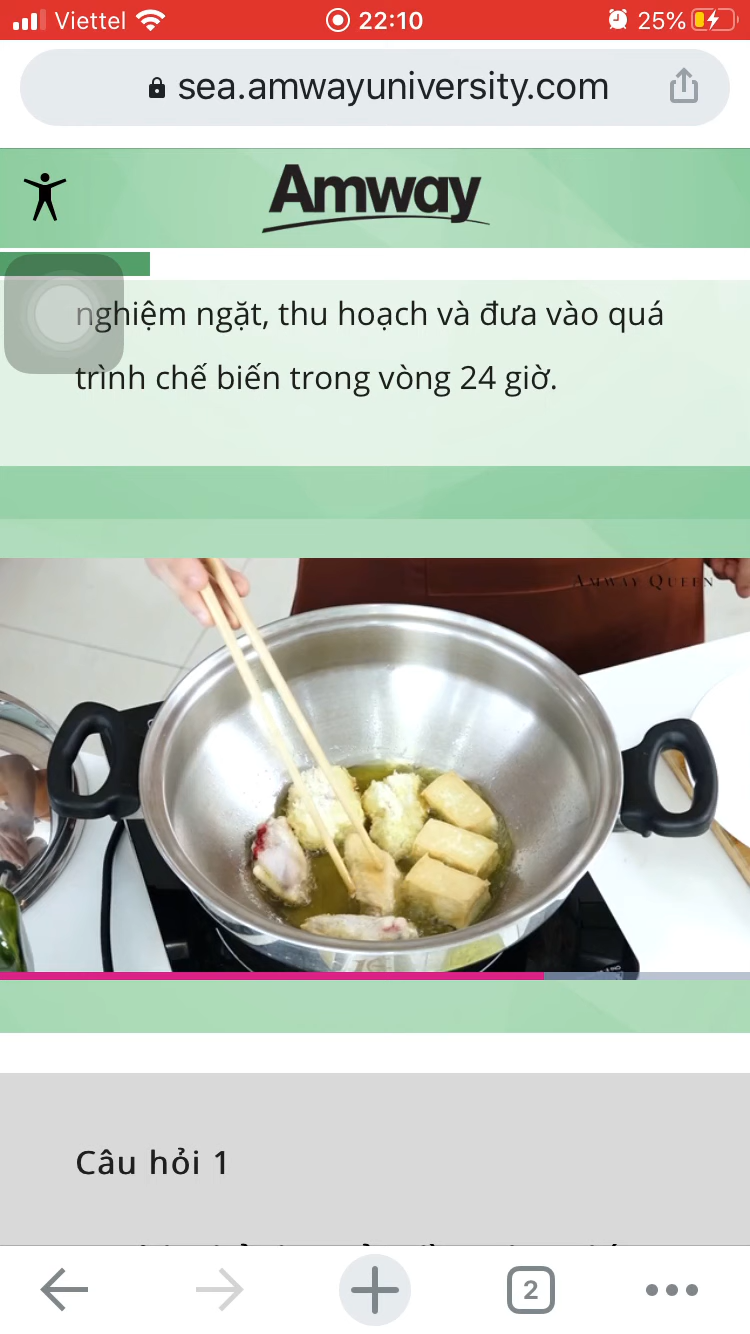 Viettel
22:10
25%
sea.amwayuniversity.com
Amway
nghiệm ngặt, thu hoạch và đưa vào quá
trình chế biến trong vòng 24 giờ.
AMWAY QUEEN
Câu hỏi 1
2